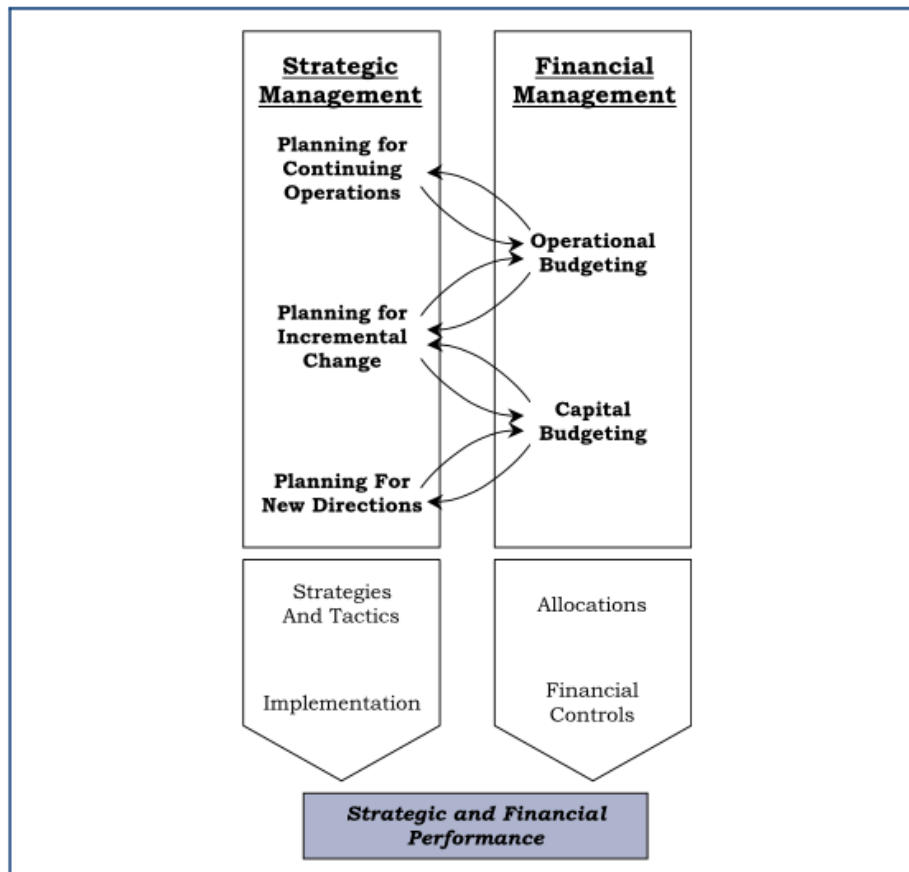 Strategic
Management
Planning for
Continuing
Operations
Planning for
Incremental
Change
Planning For
New Directions
Financial
Management
Operational
Budgeting
Capital
Budgeting
Strategies
And Tactics
Implementation
Allocations
Financial
Controls
Strategic and Financial
Performance